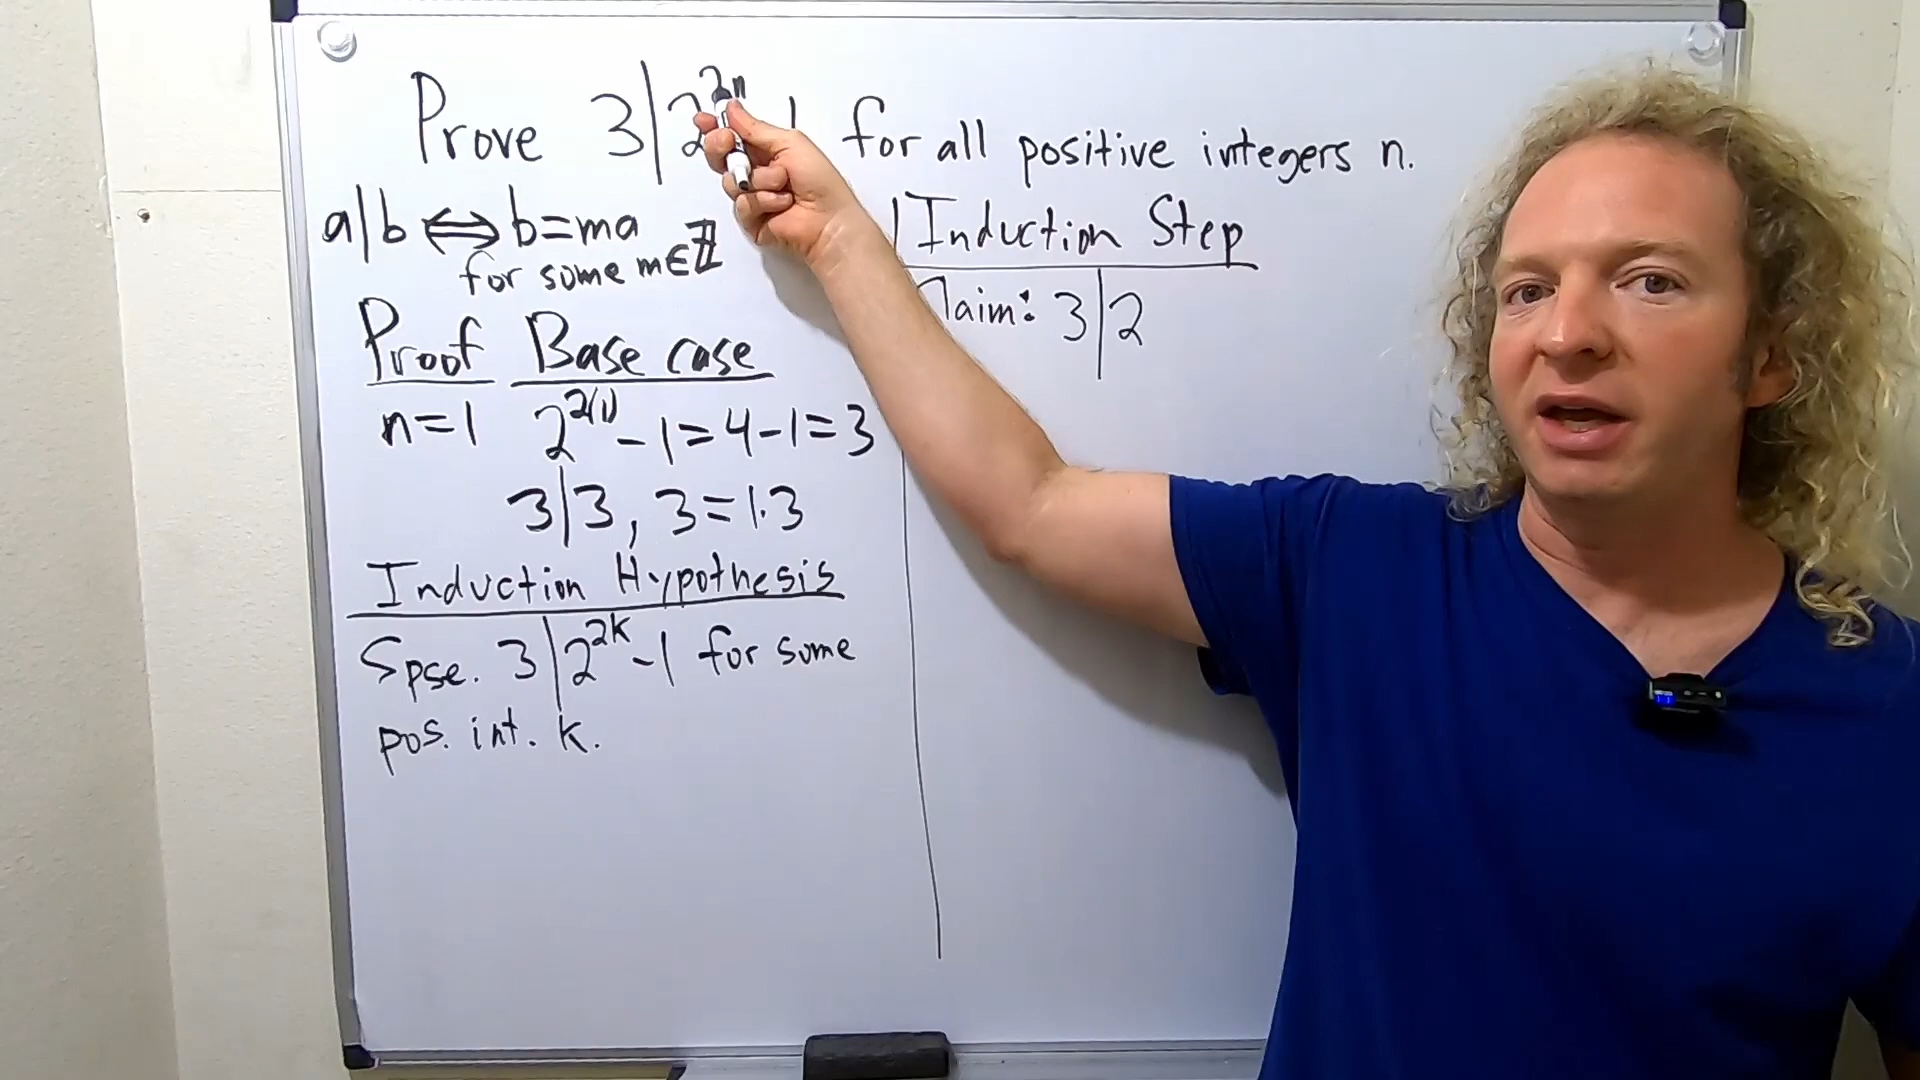 Prove 3|2^2n - 1 for all positive integers n.
a|b ⟺ b=ma
for some m∈ℤ
Proof Base case
n=1 2^2(1) - 1 = 4 - 1 = 3
3|3, 3=1·3
Induction Hypothesis
Spse. 3|2^2k - 1 for some
pos. int. k.
Induction Step
Claim: 3|2